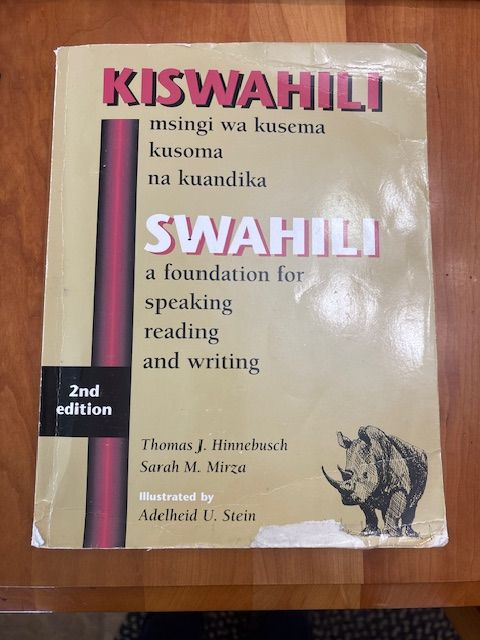 KISWAHILI
msingi wa kusema
kusoma
na kuandika
SWAHILI
a foundation for
speaking
reading
and writing
2nd
edition
Thomas J. Hinnebusch
Sarah M. Mirza
Illustrated by
Adelheid U. Stein